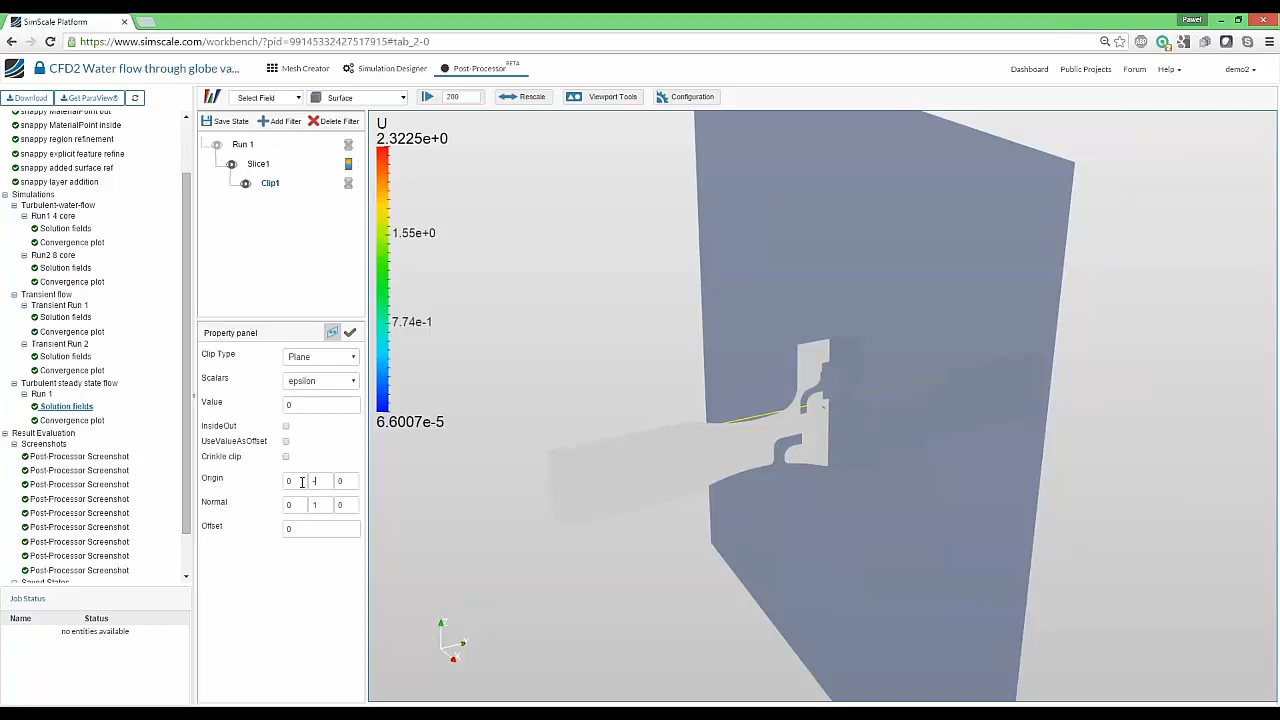 Pawel
SimScale Platform
https://www.simscale.com/workbench/?pid=99145332427517915#tab_2-0
CFD2 Water flow through globe va...
Mesh Creator
Simulation Designer
Post-Processor
BETA
Dashboard
Public Projects
Forum
Help
demo2
Download
Get ParaView®
Select Field
Surface
200
Rescale
Viewport Tools
Configuration
snappy MaterialPoint out
snappy MaterialPoint inside
snappy region refinement
snappy explicit feature refine
snappy added surface ref
snappy layer addition
Simulations
Turbulent-water-flow
Run1 4 core
Solution fields
Convergence plot
Run2 8 core
Solution fields
Convergence plot
Transient flow
Transient Run 1
Solution fields
Convergence plot
Transient Run 2
Solution fields
Convergence plot
Turbulent steady state flow
Run 1
Solution fields
Convergence plot
Result Evaluation
Screenshots
Post-Processor Screenshot
Post-Processor Screenshot
Post-Processor Screenshot
Post-Processor Screenshot
Post-Processor Screenshot
Post-Processor Screenshot
Post-Processor Screenshot
Post-Processor Screenshot
Post-Processor Screenshot
Saved States
Job Status
Name
Status
no entities available
Save State
Add Filter
Delete Filter
Run 1
Slice1
Clip1
Property panel
Clip Type
Plane
Scalars
epsilon
Value
0
InsideOut
UseValueAsOffset
Crinkle clip
Origin
0
-
0
Normal
0
1
0
Offset
0
U
2.3225e+0
1.55e+0
7.74e-1
6.6007e-5